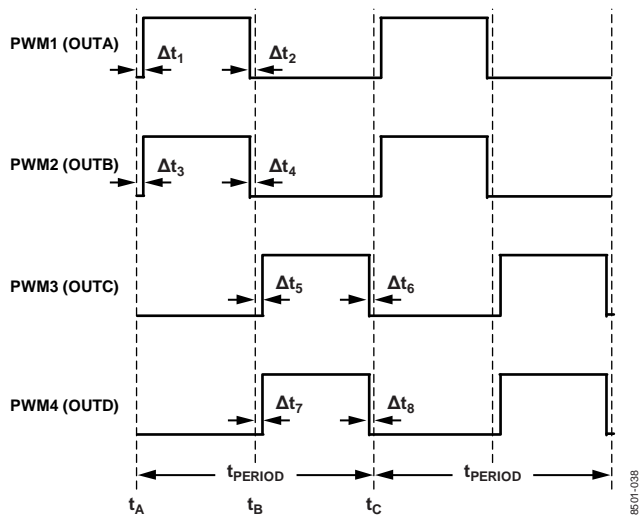 PWM1 (OUTA)
Δt1 Δt2
PWM2 (OUTB)
Δt3 Δt4
PWM3 (OUTC)
Δt5 Δt6
PWM4 (OUTD)
Δt7 Δt8
tPERIOD tPERIOD
tA tB tC
8501-038